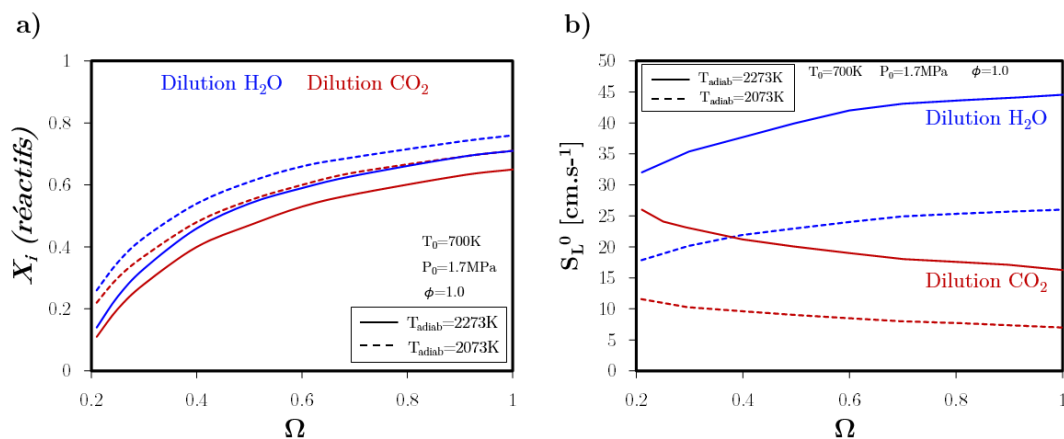 a)
X_i (réactifs)
1
0.8
0.6
0.4
0.2
0
Dilution H₂O Dilution CO₂
T₀=700K
P₀=1.7MPa
ϕ=1.0
T_adiab=2273K
T_adiab=2073K
0.2 0.4 0.6 0.8 1
Ω
b)
S_L⁰ [cm.s⁻¹]
50
45
40
35
30
25
20
15
10
5
0
T_adiab=2273K
T_adiab=2073K
T₀=700K P₀=1.7MPa ϕ=1.0
Dilution H₂O
Dilution CO₂
0.2 0.4 0.6 0.8 1
Ω